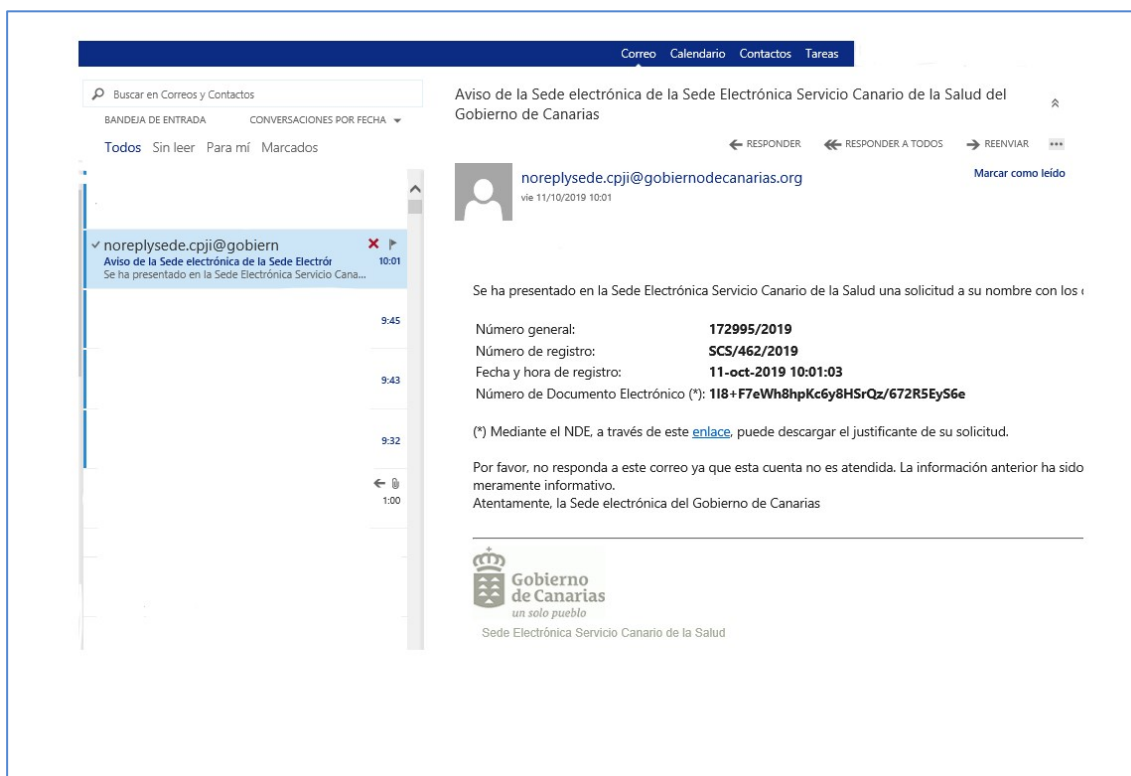 Correo Calendario Contactos Tareas
Buscar en Correos y Contactos
BANDEJA DE ENTRADA CONVERSACIONES POR FECHA
Todos Sin leer Para mí Marcados
noreplysede.cpji@gobiern
Aviso de la Sede electrónica de la Sede Electrór 10:01
Se ha presentado en la Sede Electrónica Servicio Cana...
9:45
9:43
9:32
1:00
Aviso de la Sede electrónica de la Sede Electrónica Servicio Canario de la Salud del
Gobierno de Canarias
RESPONDER RESPONDER A TODOS REENVIAR ...
noreplysede.cpji@gobiernodecanarias.org Marcar como leído
vie 11/10/2019 10:01
Se ha presentado en la Sede Electrónica Servicio Canario de la Salud una solicitud a su nombre con los
Número general: 172995/2019
Número de registro: SCS/462/2019
Fecha y hora de registro: 11-oct-2019 10:01:03
Número de Documento Electrónico (*): 1I8+F7eWh8hpKc6y8HSrQz/672R5EyS6e
(*) Mediante el NDE, a través de este enlace, puede descargar el justificante de su solicitud.
Por favor, no responda a este correo ya que esta cuenta no es atendida. La información anterior ha sido
meramente informativo.
Atentamente, la Sede electrónica del Gobierno de Canarias
Gobierno
de Canarias
un solo pueblo
Sede Electrónica Servicio Canario de la Salud